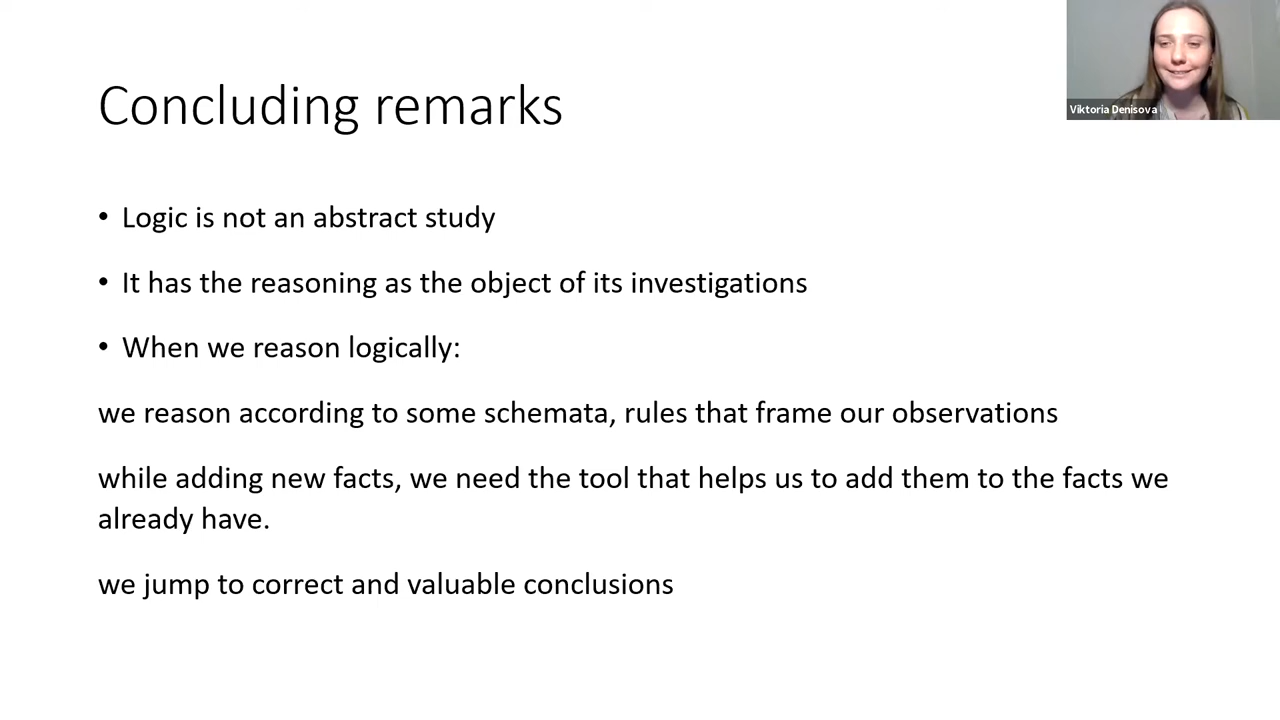 Concluding remarks
Viktoria Denisova
• Logic is not an abstract study
• It has the reasoning as the object of its investigations
• When we reason logically:
we reason according to some schemata, rules that frame our observations
while adding new facts, we need the tool that helps us to add them to the facts we
already have.
we jump to correct and valuable conclusions